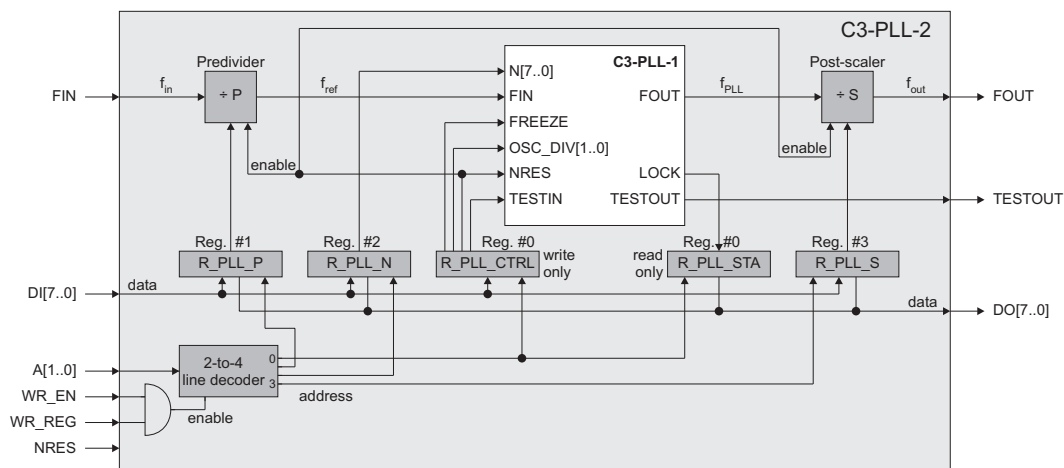 C3-PLL-2
Predivider
C3-PLL-1
Post-scaler
N[7..0]
FIN
fin
÷ P
fref
FIN
FOUT
fPLL
÷ S
fout
FOUT
FREEZE
OSC_DIV[1..0]
enable
enable
NRES
LOCK
TESTIN
TESTOUT
TESTOUT
Reg. #1
Reg. #2
Reg. #0
Reg. #0
Reg. #3
R_PLL_P
R_PLL_N
R_PLL_CTRL
write
only
read
only
R_PLL_STA
R_PLL_S
DI[7..0]
data
data
DO[7..0]
A[1..0]
2-to-4
line decoder
0
3
address
WR_EN
WR_REG
enable
NRES